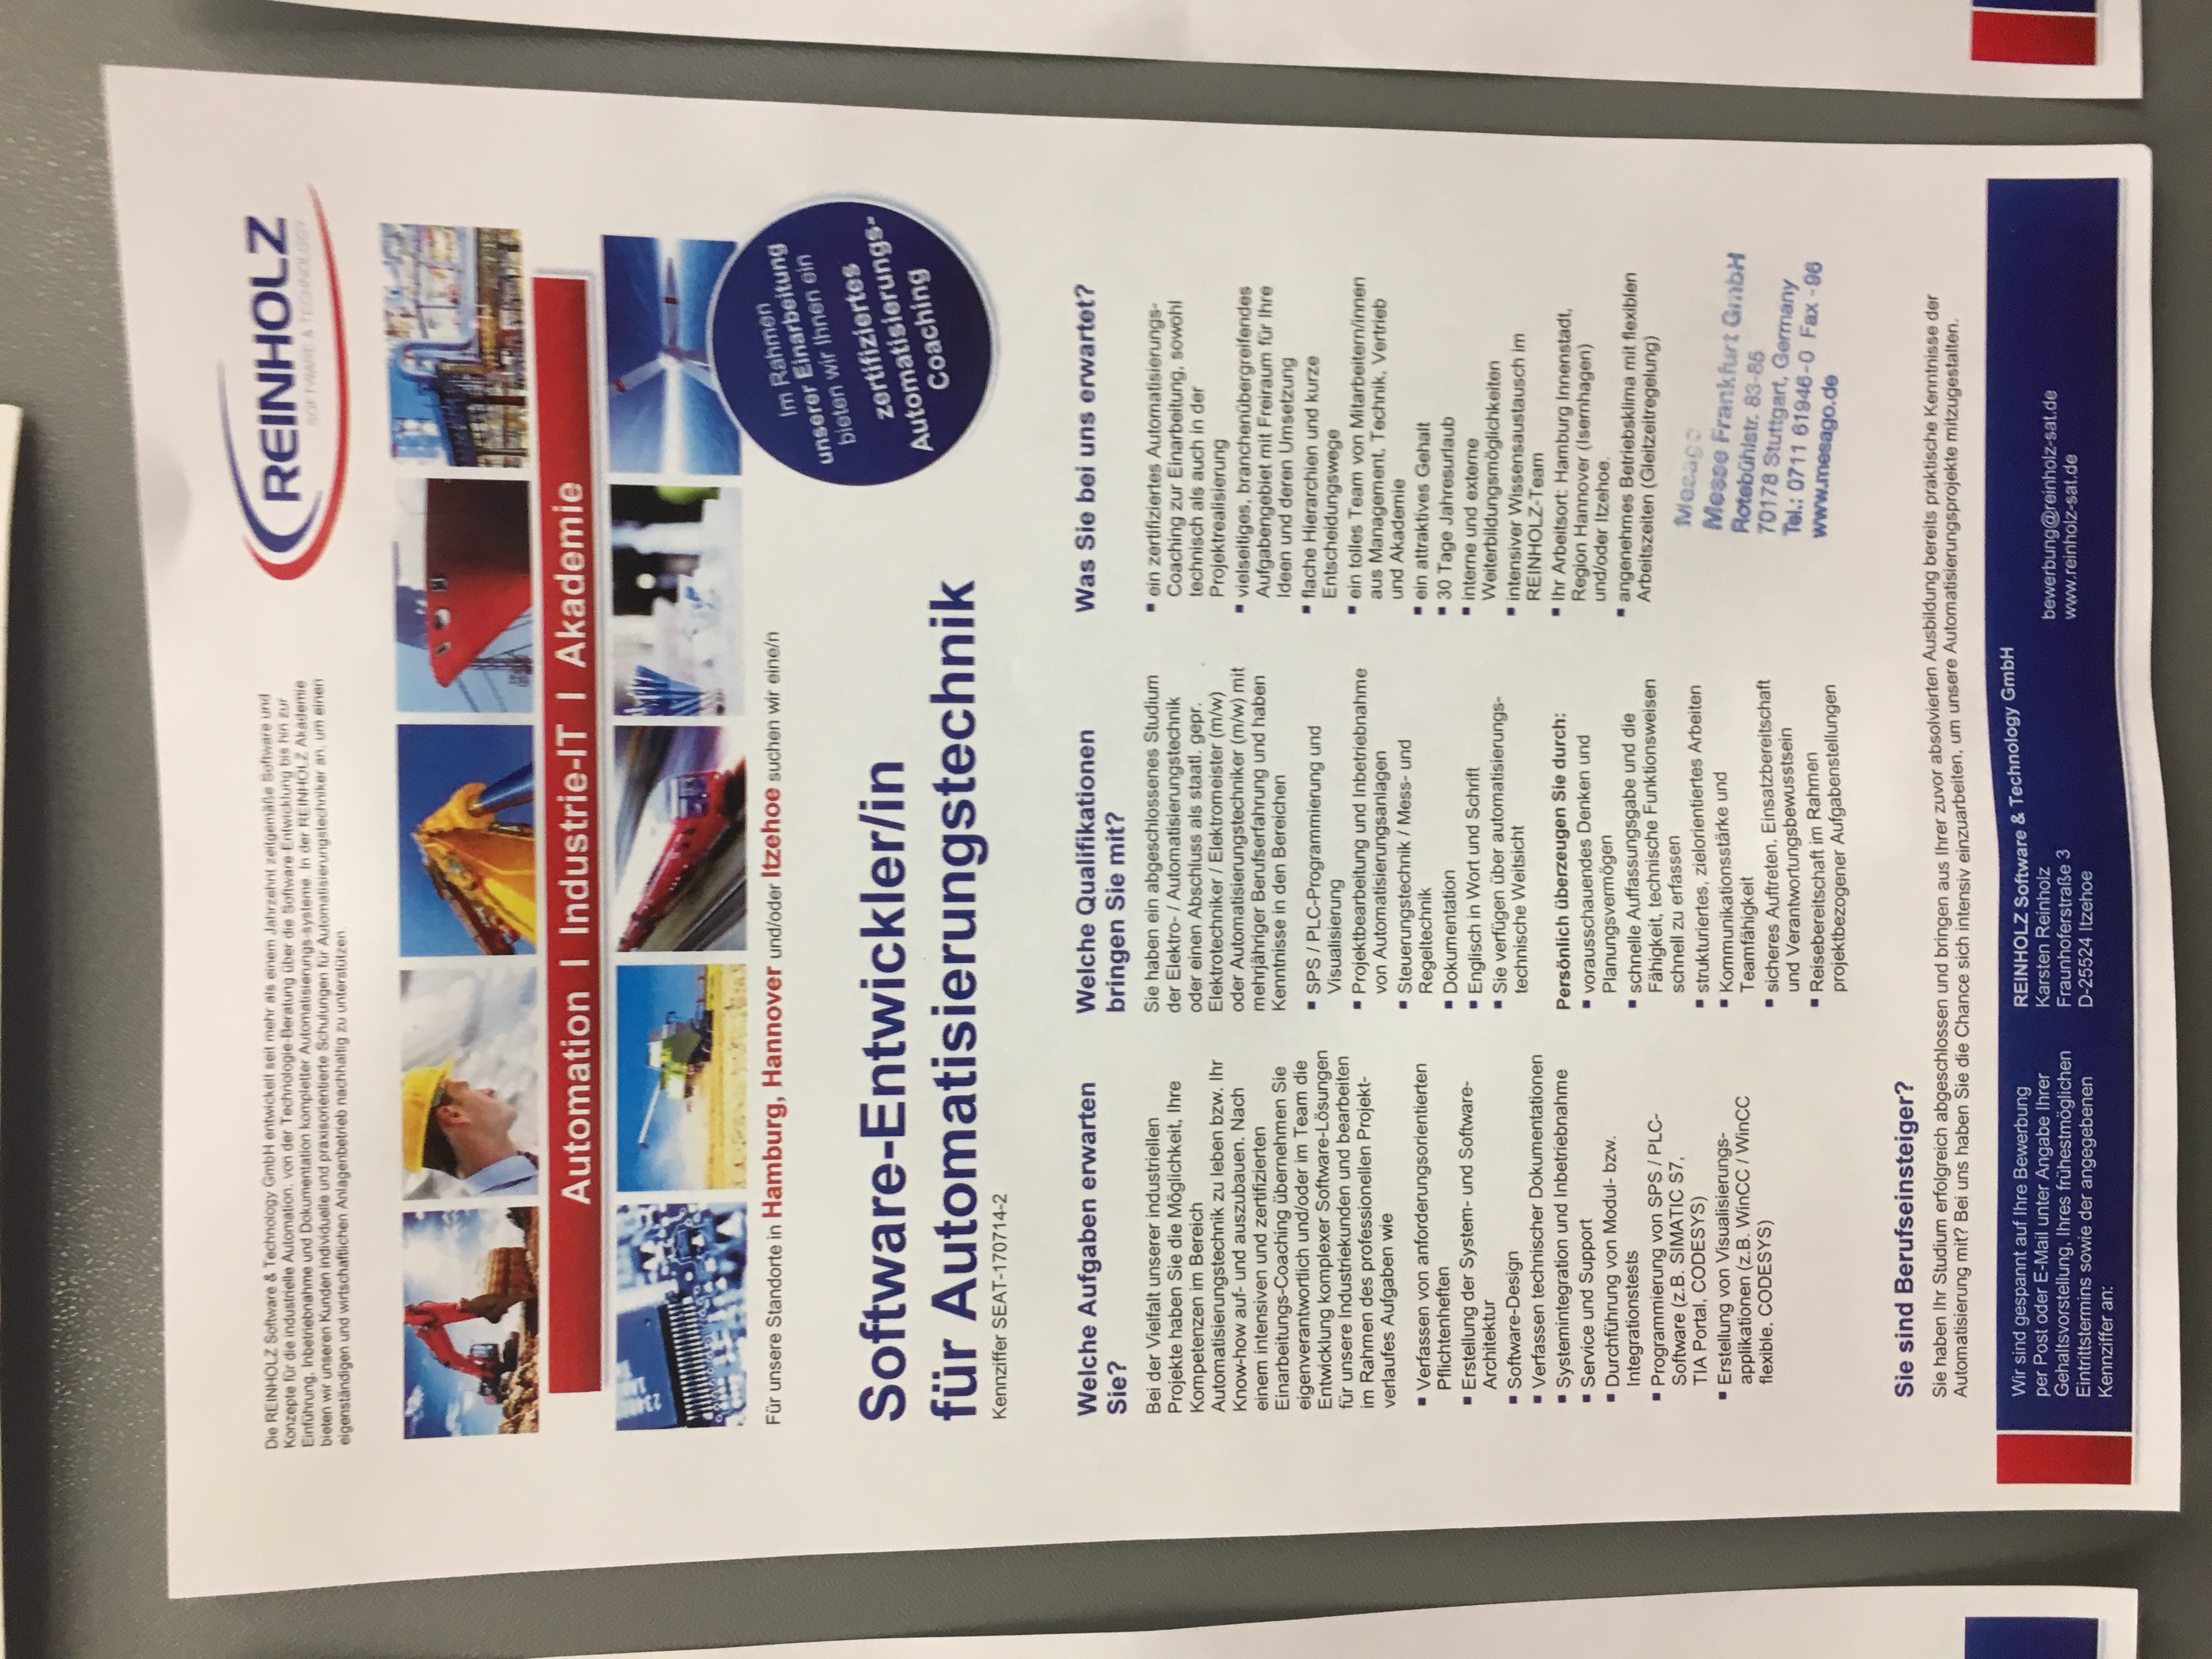 Die REINHOLZ Software & Technology GmbH entwickelt seit mehr als einem Jahrzehnt zeitgemäße Software und
Konzepte für die industrielle Automation: von der Technologie-Beratung über die Software Entwicklung bis hin zur
Einführung, Inbetriebnahme und Dokumentation kompletter Automatisierungs-systeme. In der REINHOLZ Akademie
bieten wir unseren Kunden individuelle und praxisorientierte Schulungen für Automatisierungstechniker an, um einen
eigenständigen und wirtschaftlichen Anlagenbetrieb nachhaltig zu unterstützen.
REINHOLZ
SOFTWARE & TECHNOLOGY
Automation | Industrie-IT | Akademie
Für unsere Standorte in Hamburg, Hannover und/oder Itzehoe suchen wir eine/n
Im Rahmen
unserer Einarbeitung
bieten wir Ihnen ein
zertifiziertes
Automatisierungs-
Coaching
Software-Entwickler/in
für Automatisierungstechnik
Kennziffer SEAT-170714-2
Welche Aufgaben erwarten
Sie?
Bei der Vielfalt unserer industriellen
Projekte haben Sie die Möglichkeit, Ihre
Kompetenzen im Bereich
Automatisierungstechnik zu leben bzw. Ihr
Know-how auf- und auszubauen. Nach
einem intensiven und zertifizierten
Einarbeitungs-Coaching übernehmen Sie
eigenverantwortlich und/oder im Team die
Entwicklung komplexer Software-Lösungen
für unsere Industriekunden und bearbeiten
im Rahmen des professionellen Projekt-
verlaufes Aufgaben wie
▪ Verfassen von anforderungsorientierten
Pflichtenheften
▪ Erstellung der System- und Software-
Architektur
▪ Software-Design
▪ Verfassen technischer Dokumentationen
▪ Systemintegration und Inbetriebnahme
▪ Service und Support
▪ Durchführung von Modul- bzw.
Integrationstests
▪ Programmierung von SPS / PLC-
Software (z.B. SIMATIC S7,
TIA Portal, CODESYS)
▪ Erstellung von Visualisierungs-
applikationen (z.B. WinCC / WinCC
flexible, CODESYS)
Welche Qualifikationen
bringen Sie mit?
Sie haben ein abgeschlossenes Studium
der Elektro- / Automatisierungstechnik
oder einen Abschluss als staatl. gepr.
Elektrotechniker / Elektromeister (m/w)
oder Automatisierungstechniker (m/w) mit
mehrjähriger Berufserfahrung und haben
Kenntnisse in den Bereichen
▪ SPS / PLC-Programmierung und
Visualisierung
▪ Projektbearbeitung und Inbetriebnahme
von Automatisierungsanlagen
▪ Steuerungstechnik / Mess- und
Regeltechnik
▪ Dokumentation
▪ Englisch in Wort und Schrift
▪ Sie verfügen über automatisierungs-
technische Weitsicht
Persönlich überzeugen Sie durch:
▪ vorausschauendes Denken und
Planungsvermögen
▪ schnelle Auffassungsgabe und die
Fähigkeit, technische Funktionsweisen
schnell zu erfassen
▪ strukturiertes, zielorientiertes Arbeiten
▪ Kommunikationsstärke und
Teamfähigkeit
▪ sicheres Auftreten, Einsatzbereitschaft
und Verantwortungsbewusstsein
▪ Reisebereitschaft im Rahmen
projektbezogener Aufgabenstellungen
Was Sie bei uns erwartet?
▪ ein zertifiziertes Automatisierungs-
Coaching zur Einarbeitung, sowohl
technisch als auch in der
Projektrealisierung
▪ vielseitiges, branchenübergreifendes
Aufgabengebiet mit Freiraum für Ihre
Ideen und deren Umsetzung
▪ flache Hierarchien und kurze
Entscheidungswege
▪ ein tolles Team von Mitarbeitern/innen
aus Management, Technik, Vertrieb
und Akademie
▪ ein attraktives Gehalt
▪ 30 Tage Jahresurlaub
▪ interne und externe
Weiterbildungsmöglichkeiten
▪ intensiver Wissensaustausch im
REINHOLZ-Team
▪ Ihr Arbeitsort: Hamburg Innenstadt,
Region Hannover (Isernhagen)
und/oder Itzehoe.
▪ angenehmes Betriebsklima mit flexiblen
Arbeitszeiten (Gleitzeitregelung)
Mesago
Messe Frankfurt GmbH
Rotebühlstr. 83-85
70178 Stuttgart, Germany
Tel.: 0711 61946-0 Fax -96
www.mesago.de
Sie sind Berufseinsteiger?
Sie haben Ihr Studium erfolgreich abgeschlossen und bringen aus Ihrer zuvor absolvierten Ausbildung bereits praktische Kenntnisse der
Automatisierung mit? Bei uns haben Sie die Chance sich intensiv einzuarbeiten, um unsere Automatisierungsprojekte mitzugestalten.
Wir sind gespannt auf Ihre Bewerbung
per Post oder E-Mail unter Angabe Ihrer
Gehaltsvorstellung, Ihres frühestmöglichen
Eintrittstermins sowie der angegebenen
Kennziffer an:
REINHOLZ Software & Technology GmbH
Karsten Reinholz
Fraunhoferstraße 3
D-25524 Itzehoe
bewerbung@reinholz-sat.de
www.reinholz-sat.de